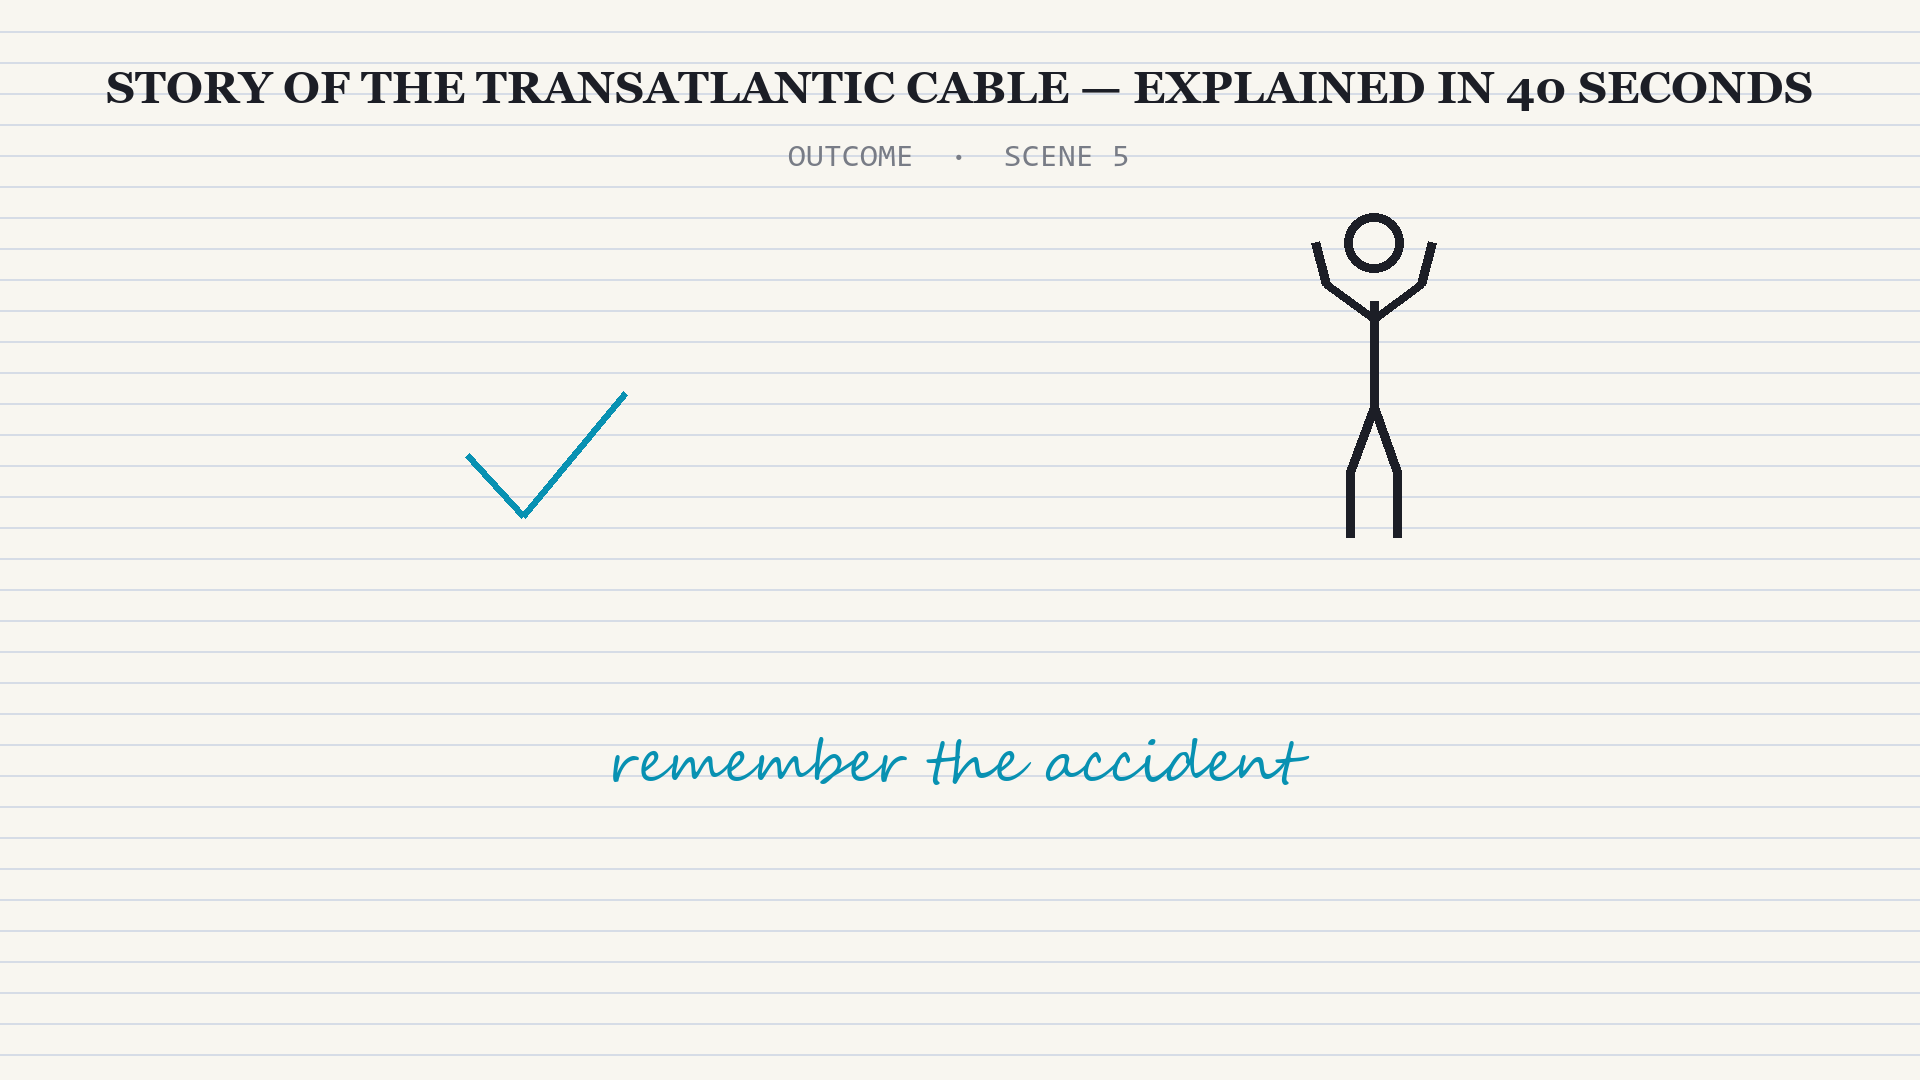 STORY OF THE TRANSATLANTIC CABLE — EXPLAINED IN 40 SECONDS
OUTCOME · SCENE 5
remember the accident